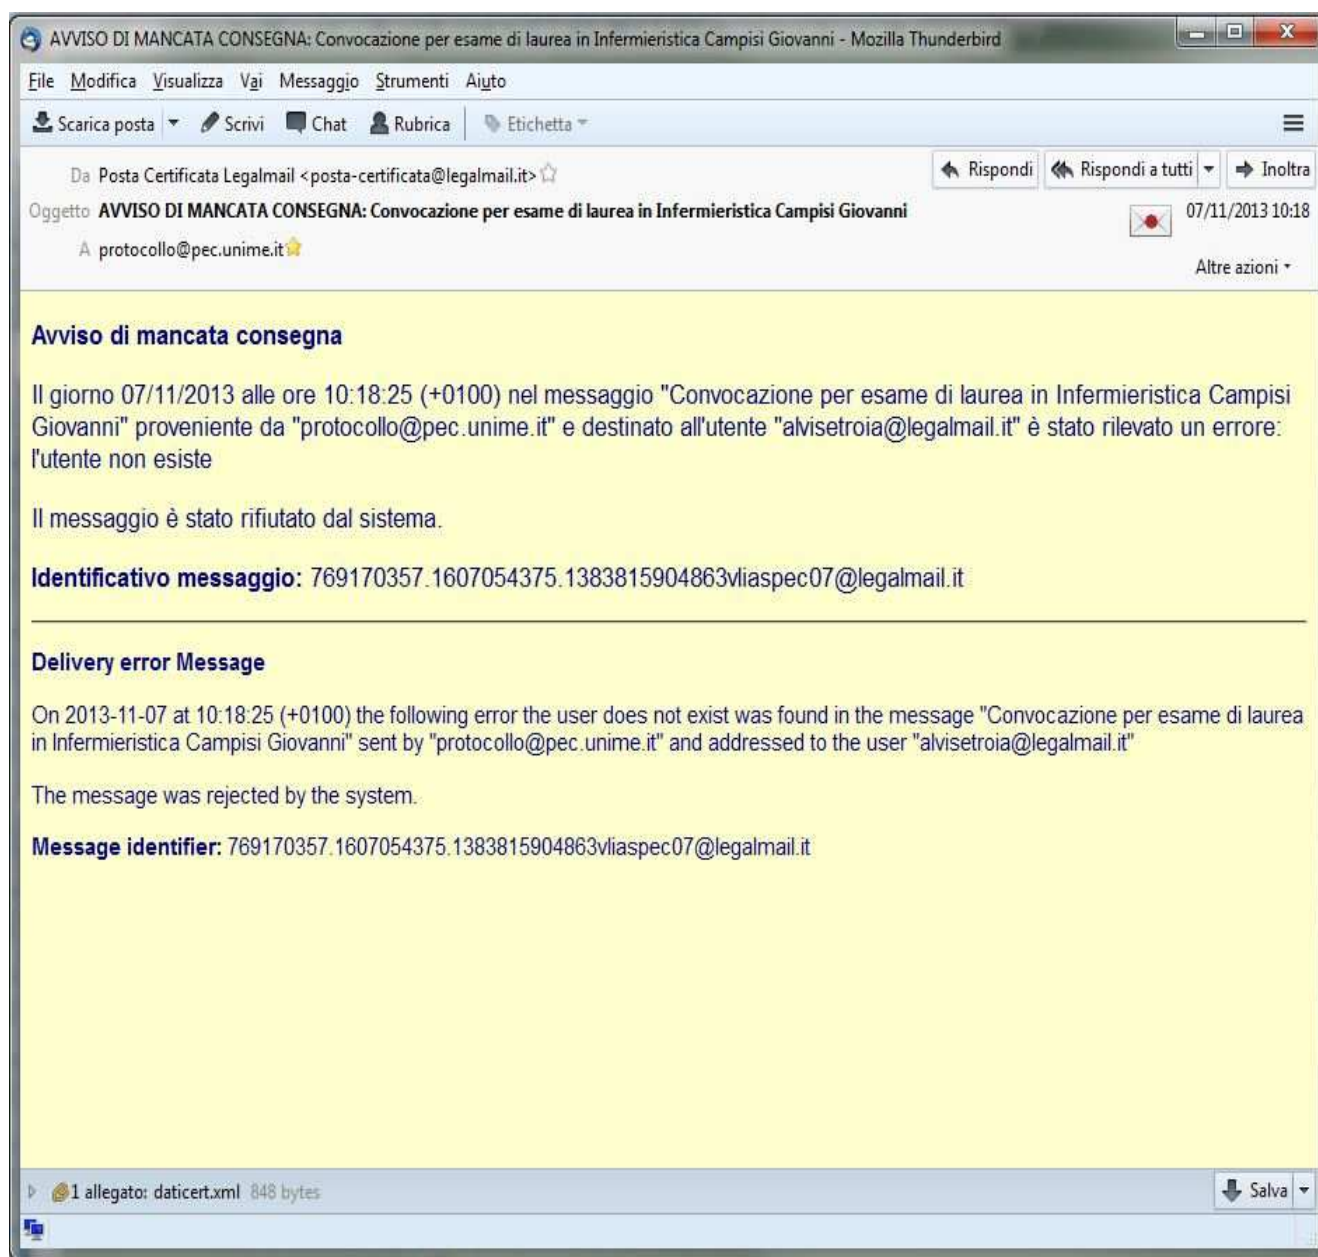 AVVISO DI MANCATA CONSEGNA: Convocazione per esame di laurea in Infermieristica Campisi Giovanni - Mozilla Thunderbird
File Modifica Visualizza Vai Messaggio Strumenti Aiuto
Scarica posta Scrivi Chat Rubrica Etichetta
Da Posta Certificata Legalmail <posta-certificata@legalmail.it> Rispondi Rispondi a tutti Inoltra
Oggetto AVVISO DI MANCATA CONSEGNA: Convocazione per esame di laurea in Infermieristica Campisi Giovanni 07/11/2013 10:18
A protocollo@pec.unime.it
Altre azioni
Avviso di mancata consegna
Il giorno 07/11/2013 alle ore 10:18:25 (+0100) nel messaggio "Convocazione per esame di laurea in Infermieristica Campisi
Giovanni" proveniente da "protocollo@pec.unime.it" e destinato all'utente "alvisetroia@legalmail.it" è stato rilevato un errore:
l'utente non esiste
Il messaggio è stato rifiutato dal sistema.
Identificativo messaggio: 769170357.1607054375.1383815904863vliaspec07@legalmail.it
Delivery error Message
On 2013-11-07 at 10:18:25 (+0100) the following error the user does not exist was found in the message "Convocazione per esame di laurea
in Infermieristica Campisi Giovanni" sent by "protocollo@pec.unime.it" and addressed to the user "alvisetroia@legalmail.it"
The message was rejected by the system.
Message identifier: 769170357.1607054375.1383815904863vliaspec07@legalmail.it
1 allegato: daticert.xml 848 bytes Salva